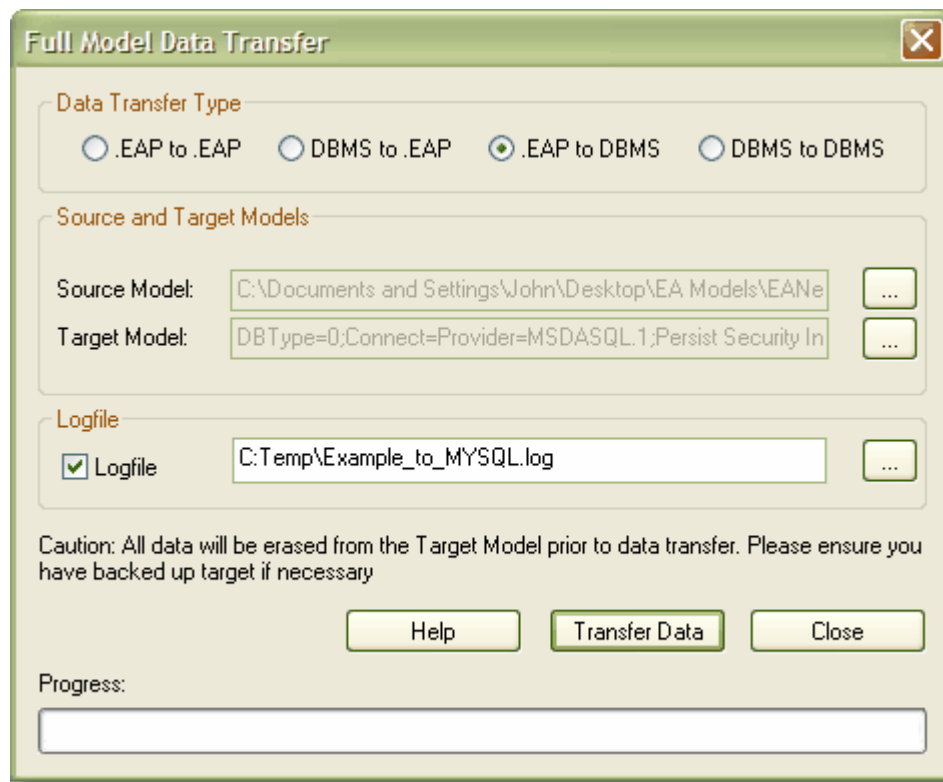 Full Model Data Transfer
Data Transfer Type
.EAP to .EAP DBMS to .EAP .EAP to DBMS DBMS to DBMS
Source and Target Models
Source Model: C:\Documents and Settings\John\Desktop\EA Models\EANe ...
Target Model: DBType=0;Connect=Provider=MSDASQL.1;Persist Security In ...
Logfile
Logfile C:Temp\Example_to_MYSQL.log ...
Caution: All data will be erased from the Target Model prior to data transfer. Please ensure you
have backed up target if necessary
Help Transfer Data Close
Progress: